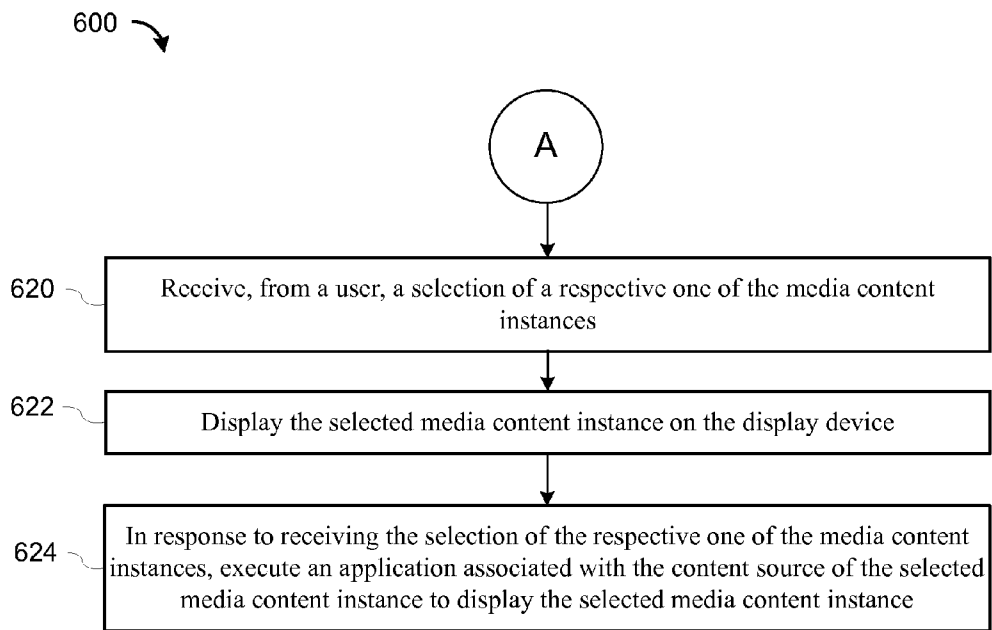 600
A
620
Receive, from a user, a selection of a respective one of the media content
instances
622
Display the selected media content instance on the display device
624
In response to receiving the selection of the respective one of the media content
instances, execute an application associated with the content source of the selected
media content instance to display the selected media content instance